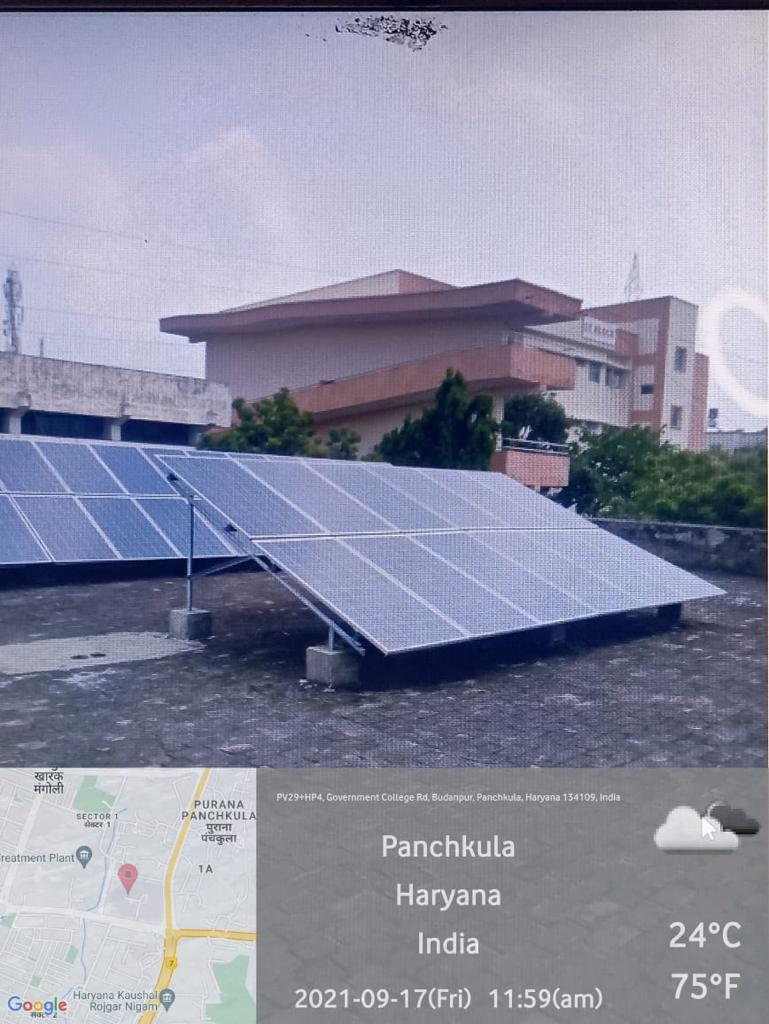 खारक
मंगोली
SECTOR 1
सेक्टर 1
PURANA
PANCHKULA
पुराना
पंचकुला
reatment Plant
1A
7
Haryana Kaushal
Rojgar Nigam
Google
PV29+HP4, Government College Rd, Budanpur, Panchkula, Haryana 134109, India
Panchkula
Haryana
India
2021-09-17(Fri) 11:59(am)
24°C
75°F